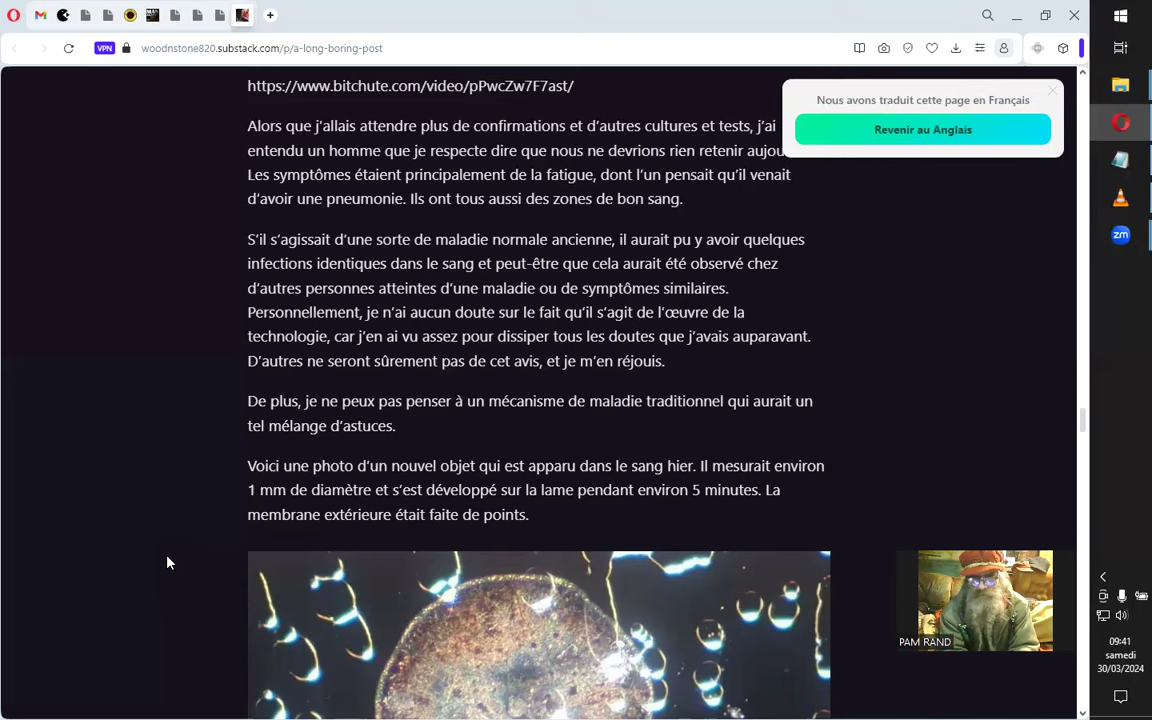 VPN
woodnstone820.substack.com/p/a-long-boring-post
https://www.bitchute.com/video/pPwcZw7F7ast/
Nous avons traduit cette page en Français
Revenir au Anglais
Alors que j'allais attendre plus de confirmations et d'autres cultures et tests, j'ai
entendu un homme que je respecte dire que nous ne devrions rien retenir aujou
Les symptômes étaient principalement de la fatigue, dont l'un pensait qu'il venait
d'avoir une pneumonie. Ils ont tous aussi des zones de bon sang.
S'il s'agissait d'une sorte de maladie normale ancienne, il aurait pu y avoir quelques
infections identiques dans le sang et peut-être que cela aurait été observé chez
d'autres personnes atteintes d'une maladie ou de symptômes similaires.
Personnellement, je n'ai aucun doute sur le fait qu'il s'agit de l'œuvre de la
technologie, car j'en ai vu assez pour dissiper tous les doutes que j'avais auparavant.
D'autres ne seront sûrement pas de cet avis, et je m'en réjouis.
De plus, je ne peux pas penser à un mécanisme de maladie traditionnel qui aurait un
tel mélange d'astuces.
Voici une photo d'un nouvel objet qui est apparu dans le sang hier. Il mesurait environ
1 mm de diamètre et s'est développé sur la lame pendant environ 5 minutes. La
membrane extérieure était faite de points.
PAM RAND
zm
09:41
samedi
30/03/2024